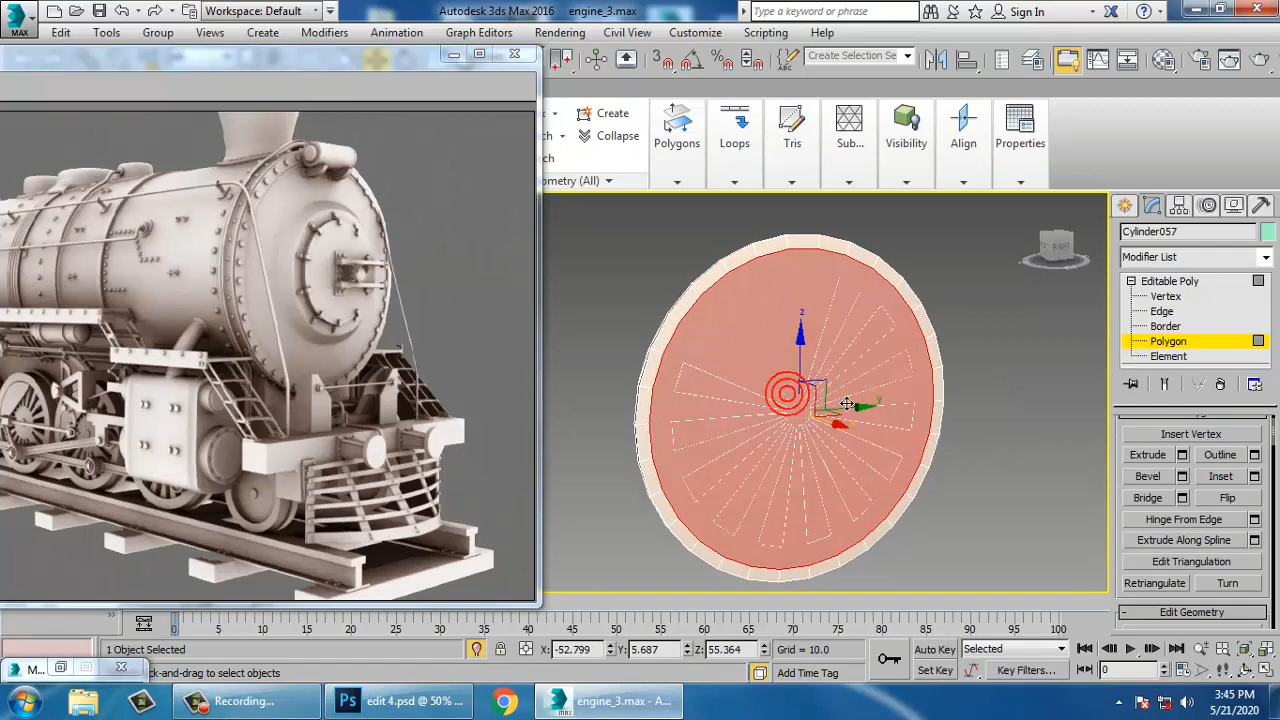 MAX
Workspace: Default
Autodesk 3ds Max 2016 engine_3.max
Type a keyword or phrase
Sign In
Edit Tools Group Views Create Modifiers Animation Graph Editors Rendering Civil View Customize Scripting Help
3
Create Selection Se
Create
Collapse
Polygons
Loops
Tris
Sub...
Visibility
Align
Properties
ometry (All)
z
y
RIGHT
Cylinder057
Modifier List
Editable Poly
Vertex
Edge
Border
Polygon
Element
Insert Vertex
Extrude Outline
Bevel Inset
Bridge Flip
Hinge From Edge
Extrude Along Spline
Edit Triangulation
Retriangulate Turn
Edit Geometry
0 5 10 15 20 25 30 35 40 45 50 55 60 65 70 75 80 85 90 95 100
1 Object Selected
X: -52.799 Y: 5.687 Z: 55.364
Grid = 10.0
Auto Key Selected
M...
ck-and-drag to select objects
Add Time Tag
Set Key Key Filters...
0
Recording...
edit 4.psd @ 50% ...
engine_3.max - A...
3:45 PM
5/21/2020